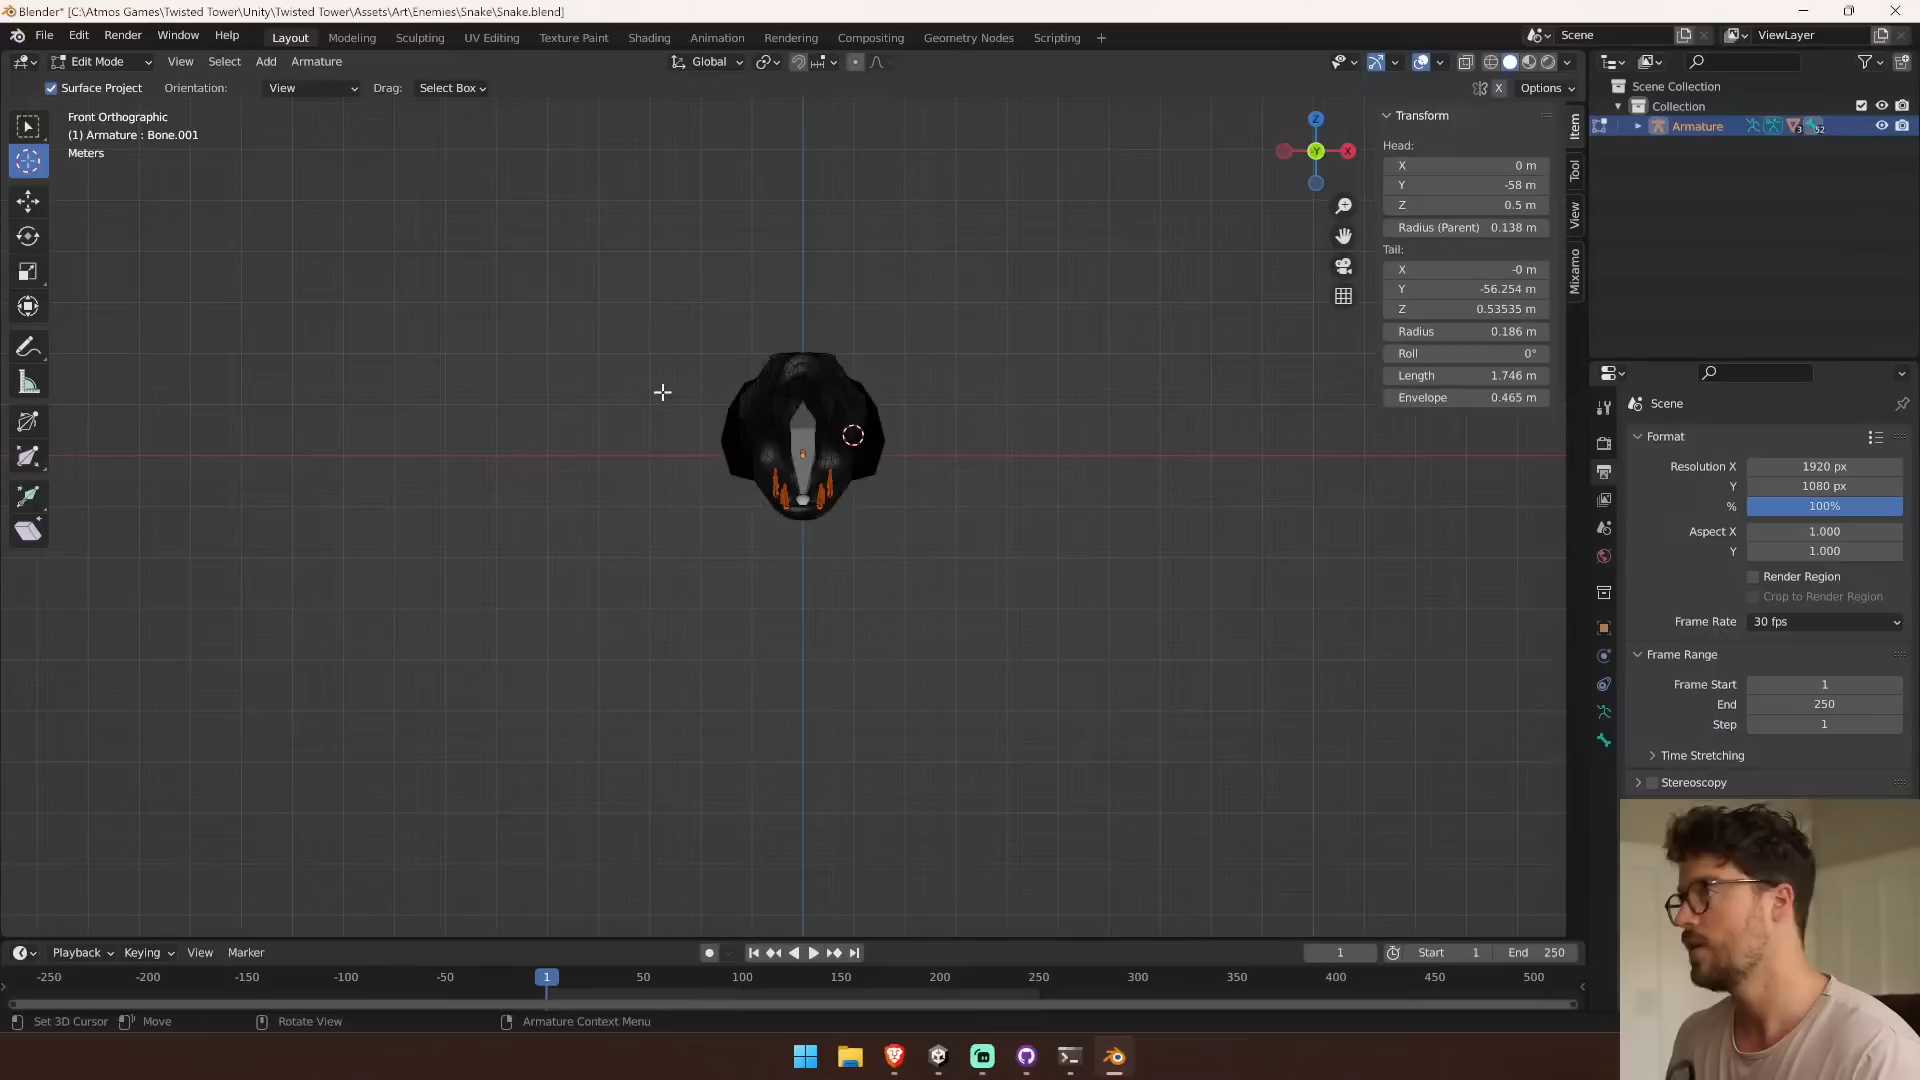 Blender* [C:\Atmos Games\Twisted Tower\Unity\Twisted Tower\Assets\Art\Enemies\Snake\Snake.blend]
File Edit Render Window Help Layout Modeling Sculpting UV Editing Texture Paint Shading Animation Rendering Compositing Geometry Nodes Scripting + Scene ViewLayer
Edit Mode View Select Add Armature Global
Surface Project Orientation: View Drag: Select Box X Options
Front Orthographic
(1) Armature : Bone.001
Meters
Z
-Y
X
Transform
Head:
X 0 m
Y -58 m
Z 0.5 m
Radius (Parent) 0.138 m
Tail:
X -0 m
Y -56.254 m
Z 0.53535 m
Radius 0.186 m
Roll 0°
Length 1.746 m
Envelope 0.465 m
Item
Tool
View
Mixamo
Scene Collection
Collection
Armature 3 52
Scene
Format
Resolution X 1920 px
Y 1080 px
% 100%
Aspect X 1.000
Y 1.000
Render Region
Crop to Render Region
Frame Rate 30 fps
Frame Range
Frame Start 1
End 250
Step 1
Time Stretching
Stereoscopy
Playback Keying View Marker 1 Start 1 End 250
-250 -200 -150 -100 -50 1 50 100 150 200 250 300 350 400 450 500
Set 3D Cursor Move Rotate View Armature Context Menu